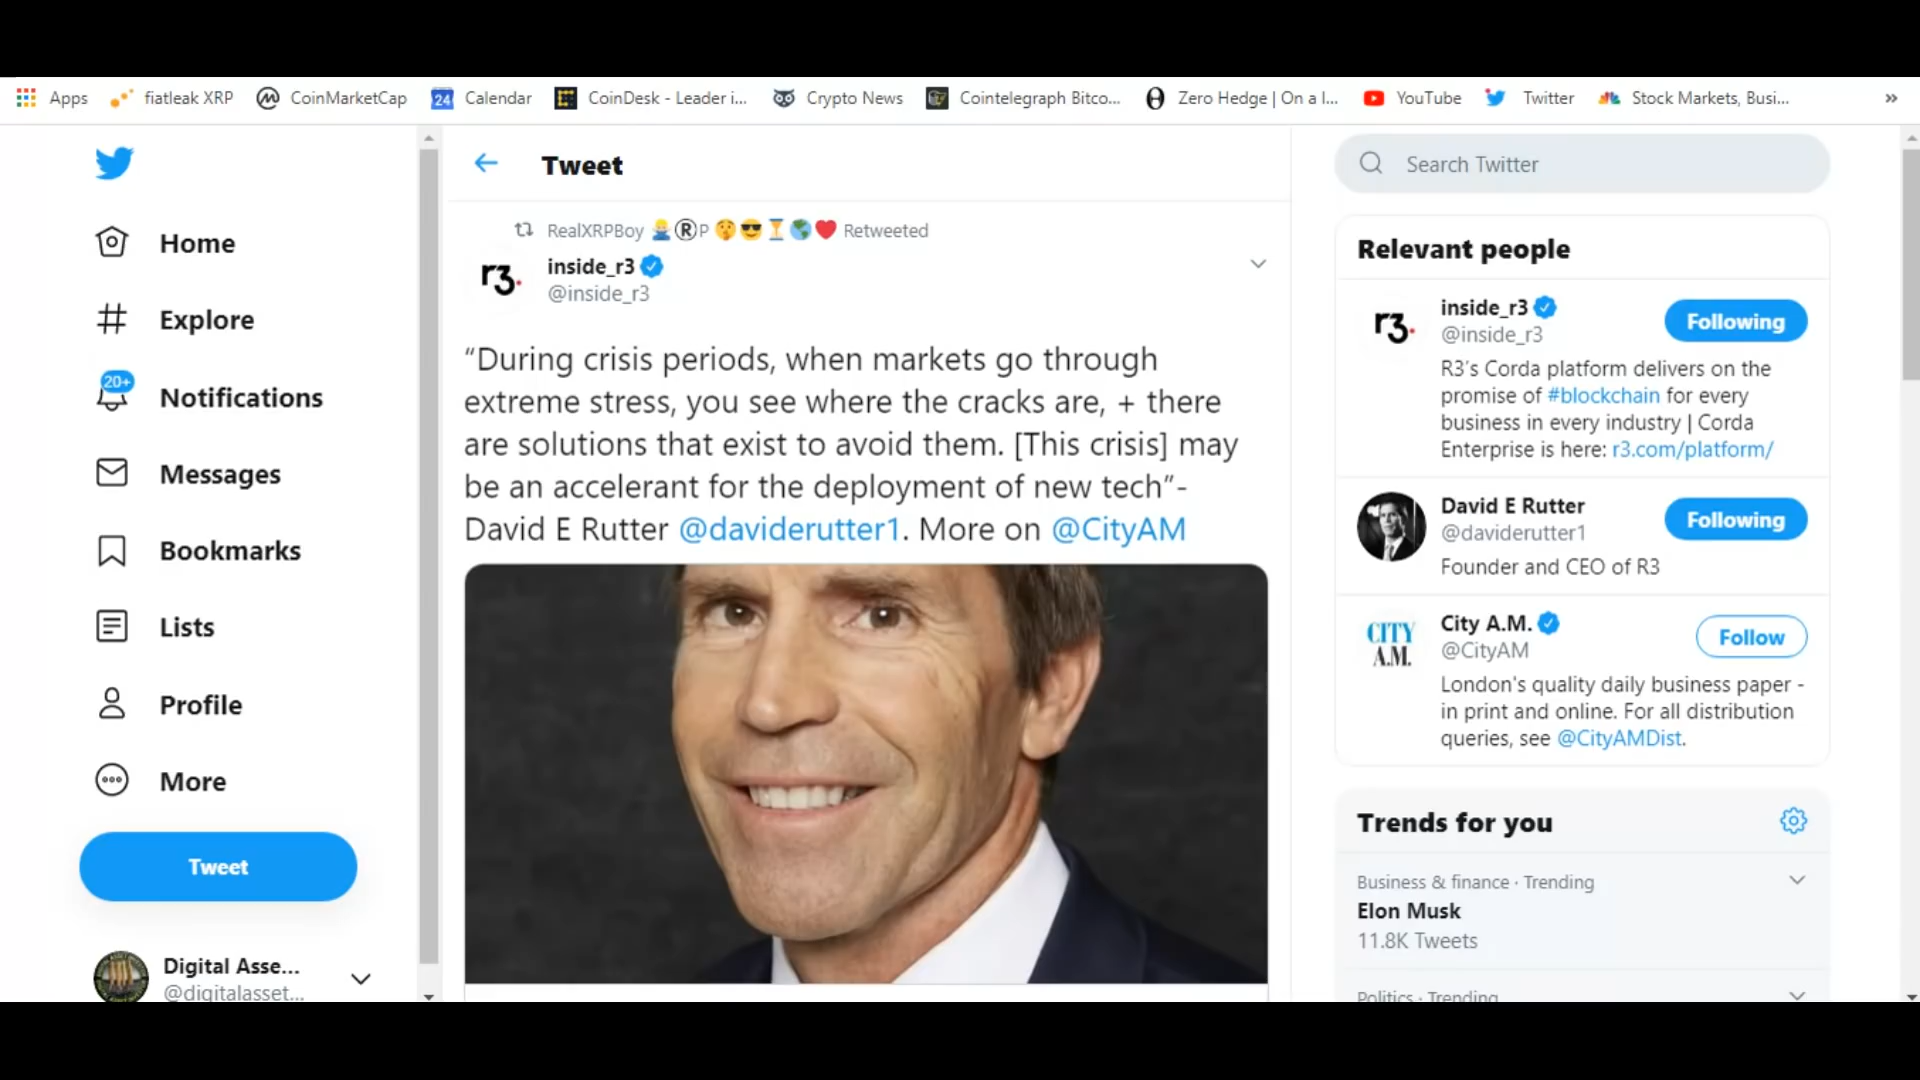 Apps
fiatleak XRP
CoinMarketCap
24
Calendar
CoinDesk - Leader i...
Crypto News
Cointelegraph Bitco...
Zero Hedge | On a l...
YouTube
Twitter
Stock Markets, Busi...
»
Home
Explore
20+
Notifications
Messages
Bookmarks
Lists
Profile
More
Tweet
Digital Asse...
@digitalasset...
Tweet
RealXRPBoy 🤷‍♂️®️P 🤫😎⏳🌎❤️ Retweeted
r3.
inside_r3
@inside_r3
“During crisis periods, when markets go through
extreme stress, you see where the cracks are, + there
are solutions that exist to avoid them. [This crisis] may
be an accelerant for the deployment of new tech”-
David E Rutter @daviderutter1. More on @CityAM
Search Twitter
Relevant people
r3.
inside_r3
@inside_r3
Following
R3’s Corda platform delivers on the
promise of #blockchain for every
business in every industry | Corda
Enterprise is here: r3.com/platform/
David E Rutter
@daviderutter1
Following
Founder and CEO of R3
CITY
A.M.
City A.M.
@CityAM
Follow
London's quality daily business paper -
in print and online. For all distribution
queries, see @CityAMDist.
Trends for you
Business & finance · Trending
Elon Musk
11.8K Tweets
Politics · Trending